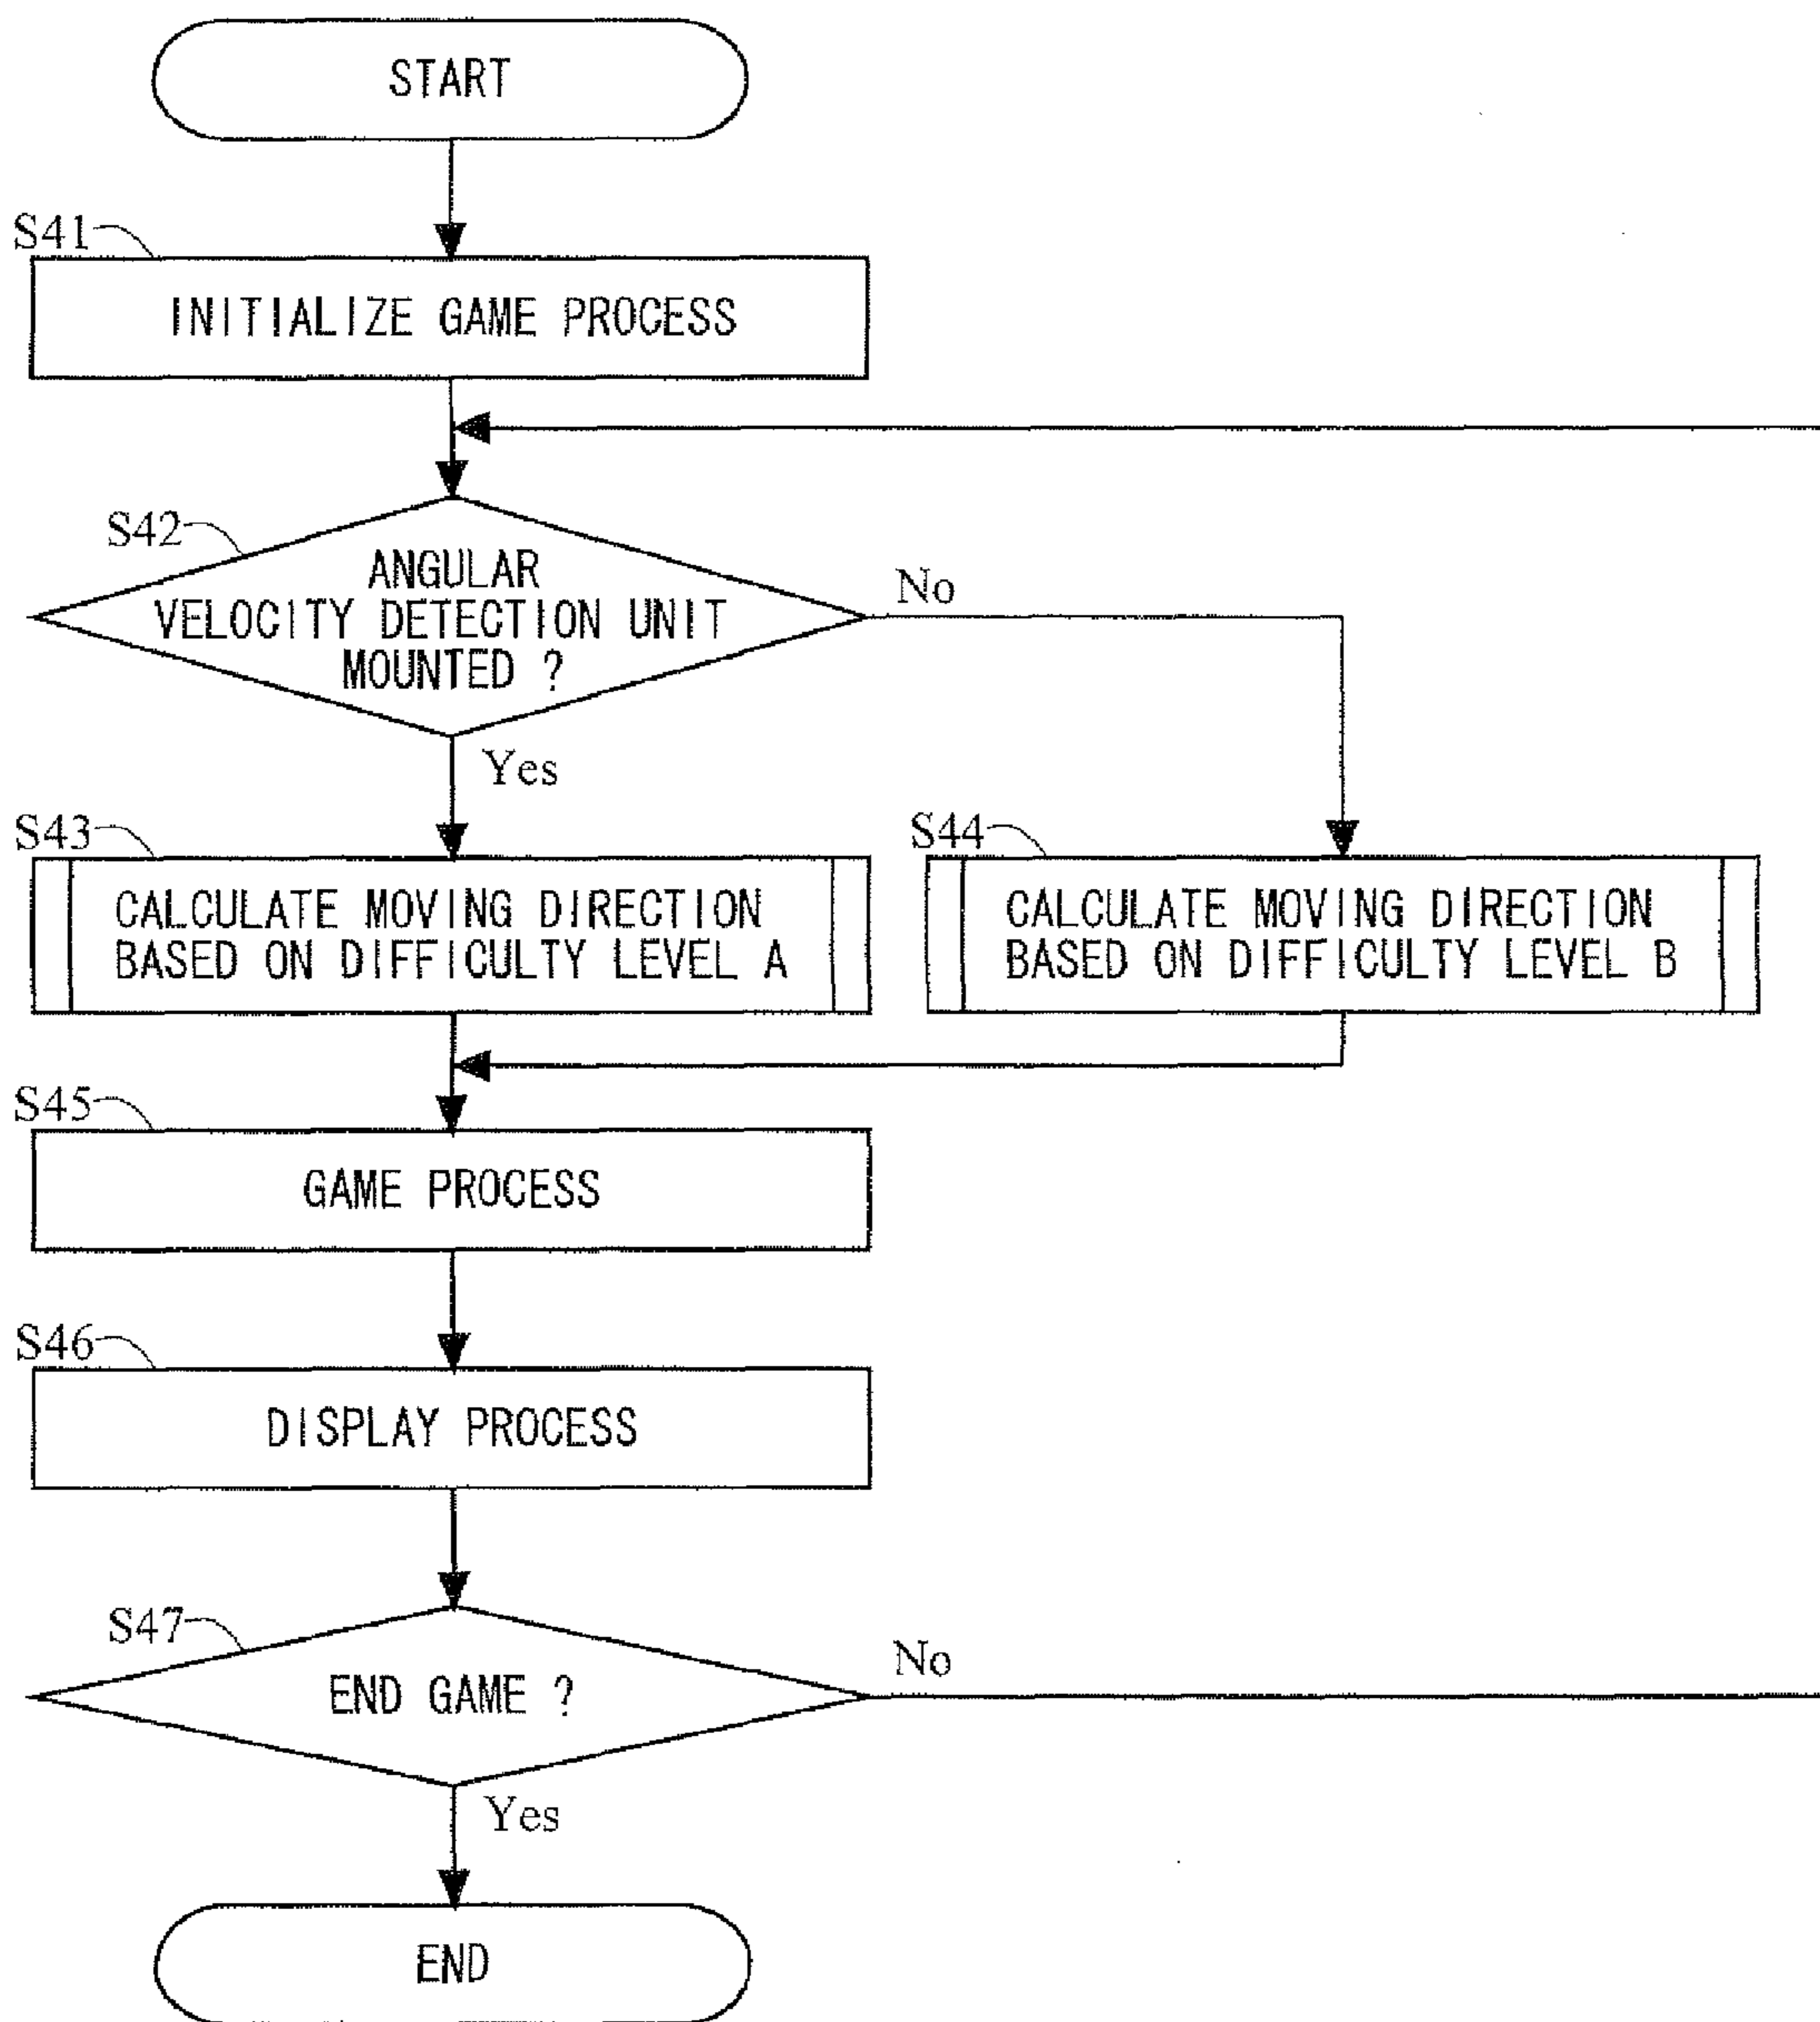 START
S41
INITIALIZE GAME PROCESS
S42
ANGULAR
VELOCITY DETECTION UNIT
MOUNTED ?
No
Yes
S43
CALCULATE MOVING DIRECTION
BASED ON DIFFICULTY LEVEL A
S44
CALCULATE MOVING DIRECTION
BASED ON DIFFICULTY LEVEL B
S45
GAME PROCESS
S46
DISPLAY PROCESS
S47
END GAME ?
No
Yes
END